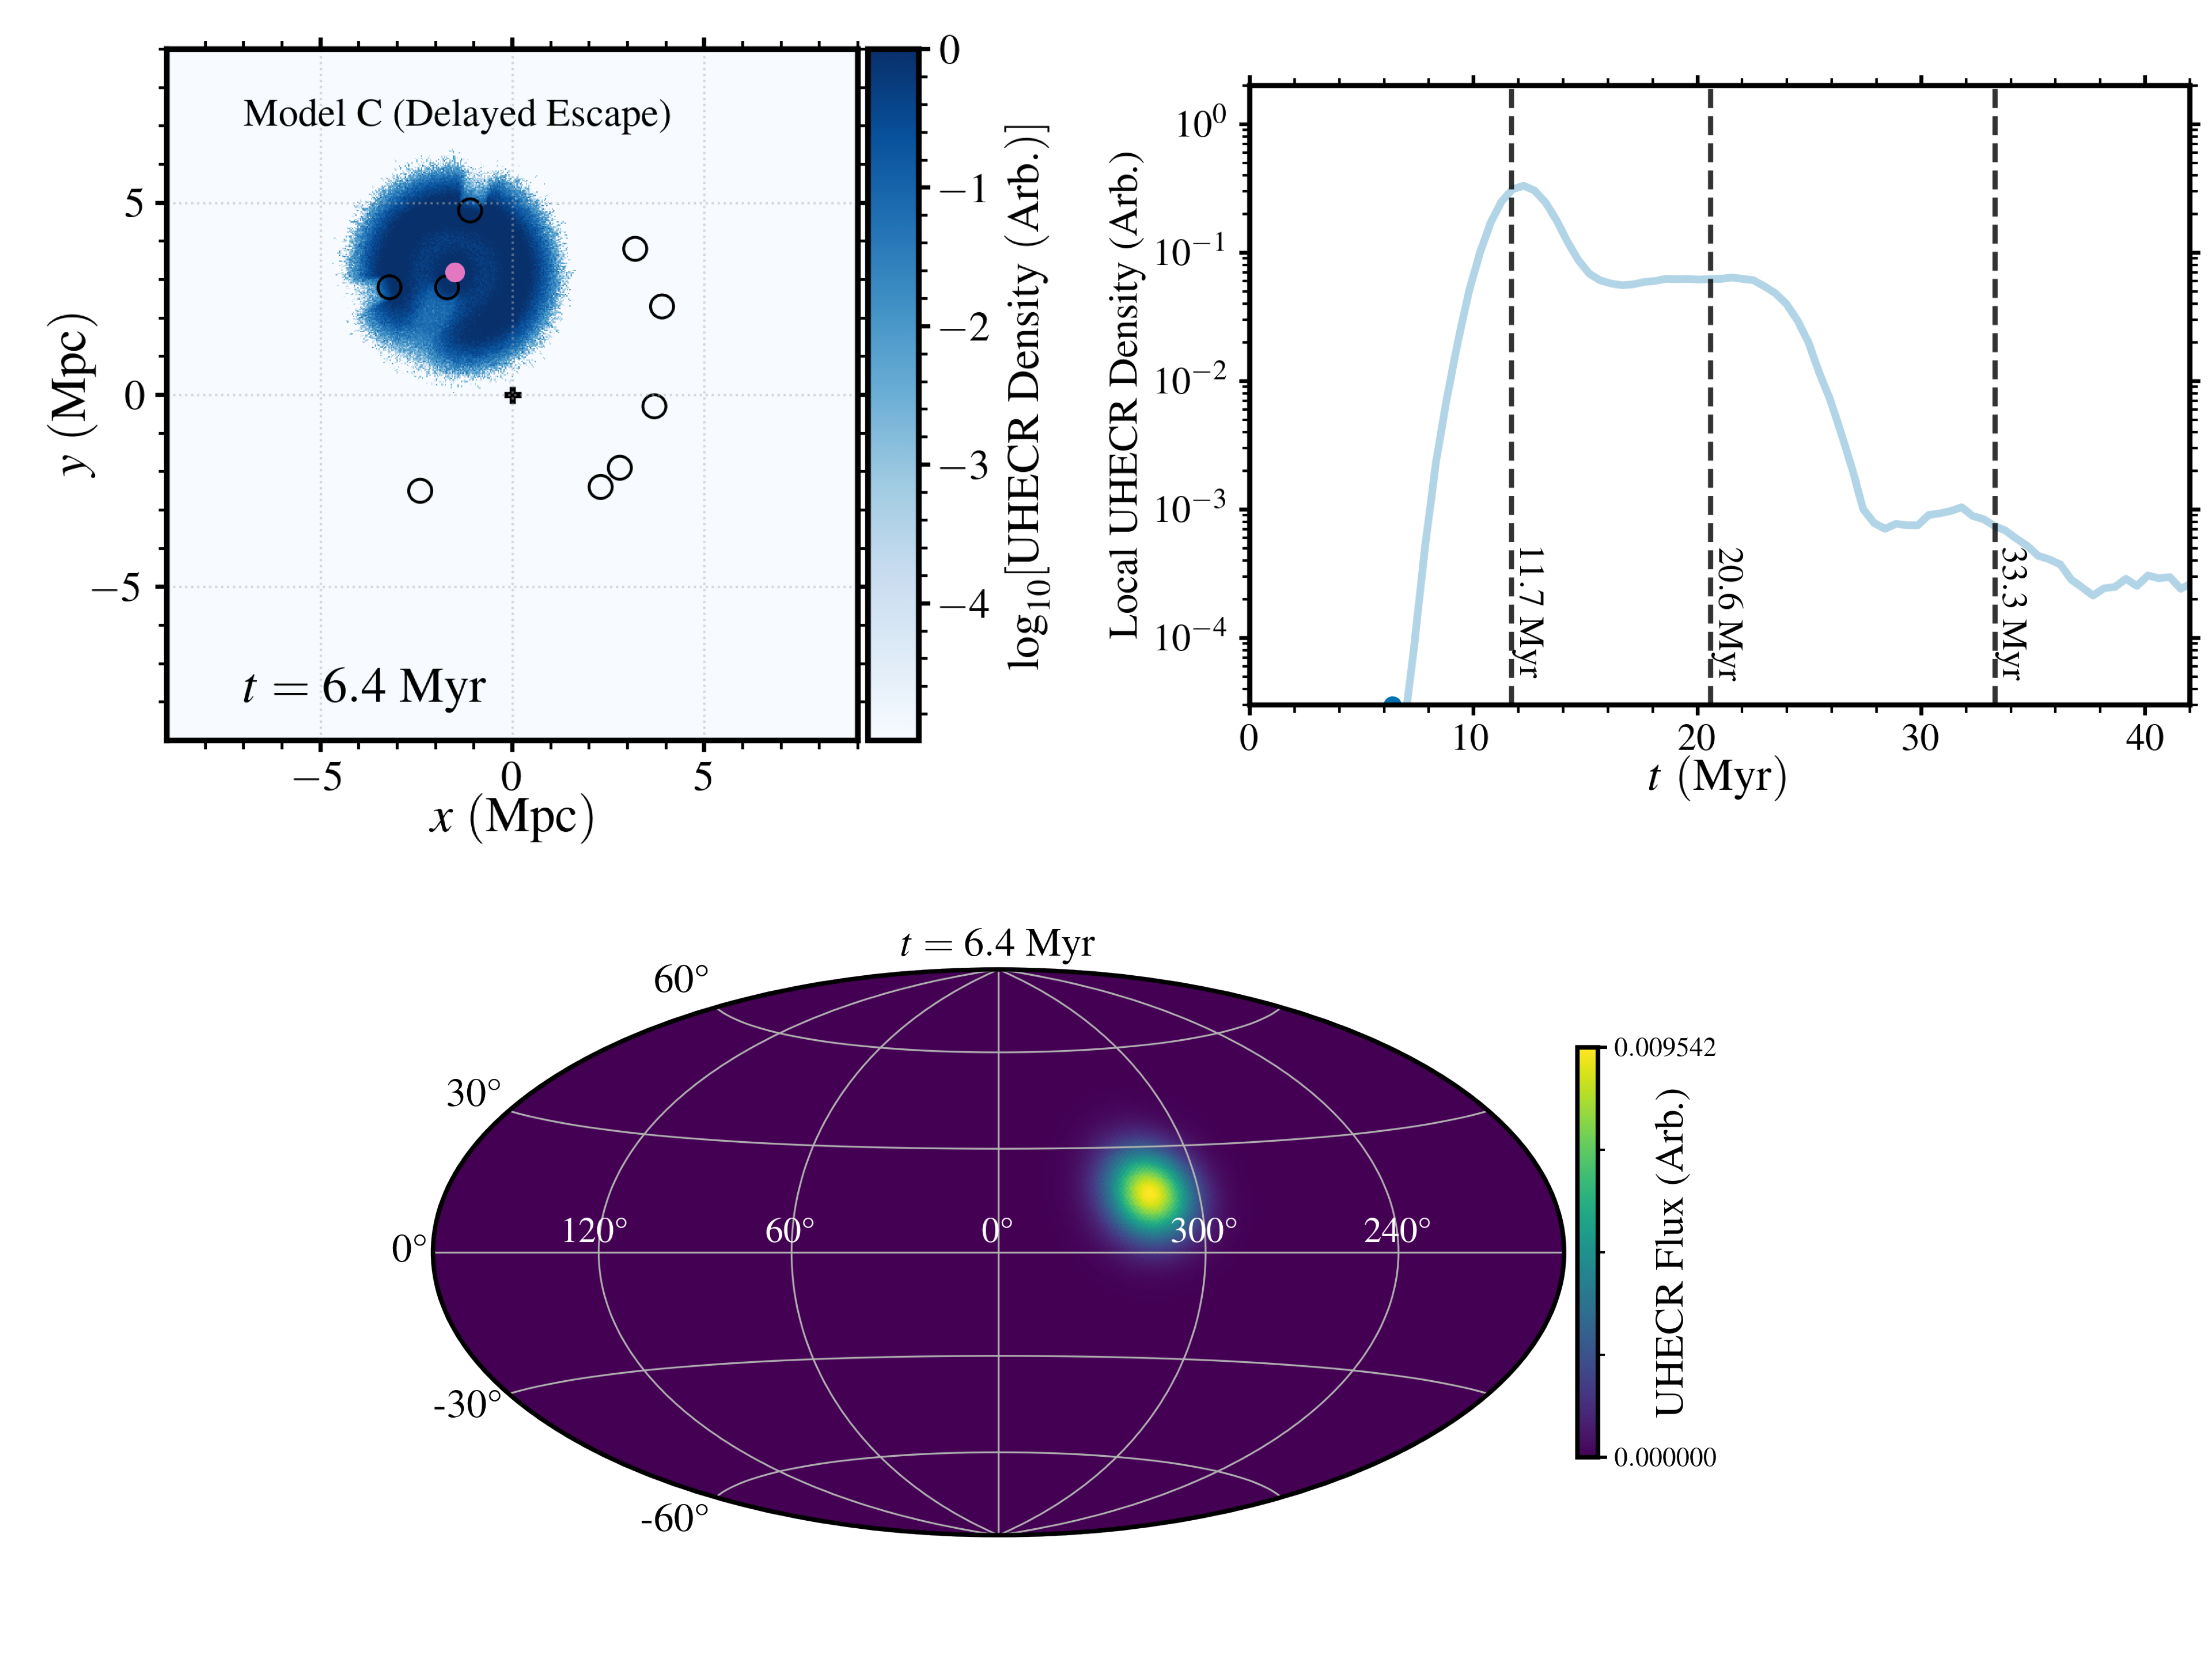 Model C (Delayed Escape)
t = 6.4 Myr
5
0
−5
y (Mpc)
−5
0
5
x (Mpc)
0
−1
−2
−3
−4
log₁₀[UHECR Density (Arb.)]
10⁰
10⁻¹
10⁻²
10⁻³
10⁻⁴
Local UHECR Density (Arb.)
11.7 Myr
20.6 Myr
33.3 Myr
0
10
20
30
40
t (Myr)
t = 6.4 Myr
60°
30°
0°
-30°
-60°
120°
60°
0°
300°
240°
0.009542
0.000000
UHECR Flux (Arb.)